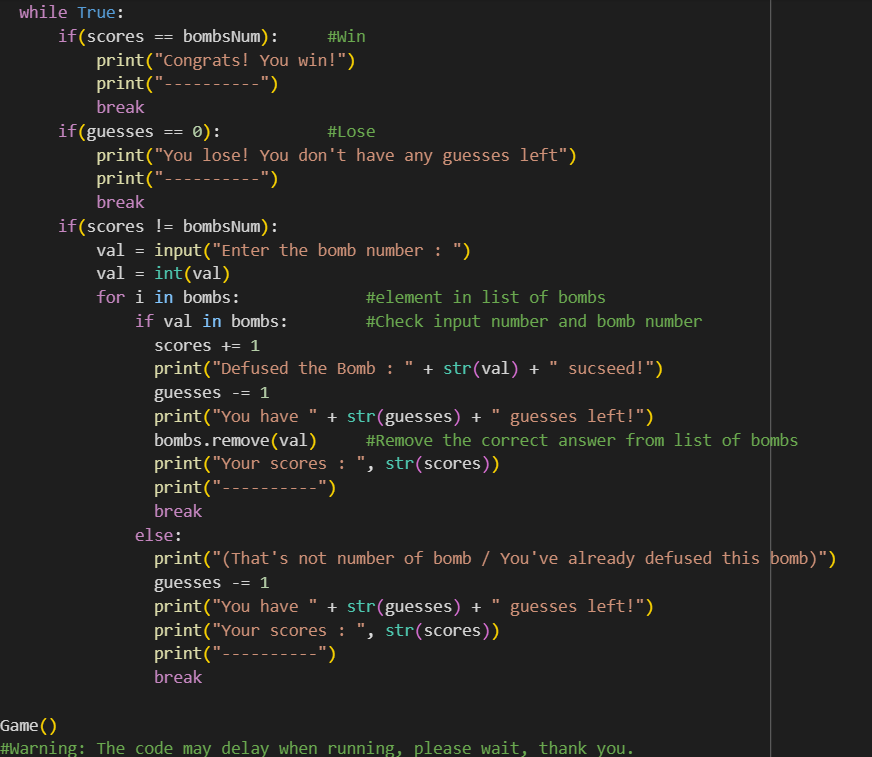 while True:
if(scores == bombsNum): #Win
print("Congrats! You win!")
print("----------")
break
if(guesses == 0): #Lose
print("You lose! You don't have any guesses left")
print("----------")
break
if(scores != bombsNum):
val = input("Enter the bomb number : ")
val = int(val)
for i in bombs: #element in list of bombs
if val in bombs: #Check input number and bomb number
scores += 1
print("Defused the Bomb : " + str(val) + " sucseed!")
guesses -= 1
print("You have " + str(guesses) + " guesses left!")
bombs.remove(val) #Remove the correct answer from list of bombs
print("Your scores : ", str(scores))
print("----------")
break
else:
print("(That's not number of bomb / You've already defused this bomb)")
guesses -= 1
print("You have " + str(guesses) + " guesses left!")
print("Your scores : ", str(scores))
print("----------")
break
Game()
#Warning: The code may delay when running, please wait, thank you.